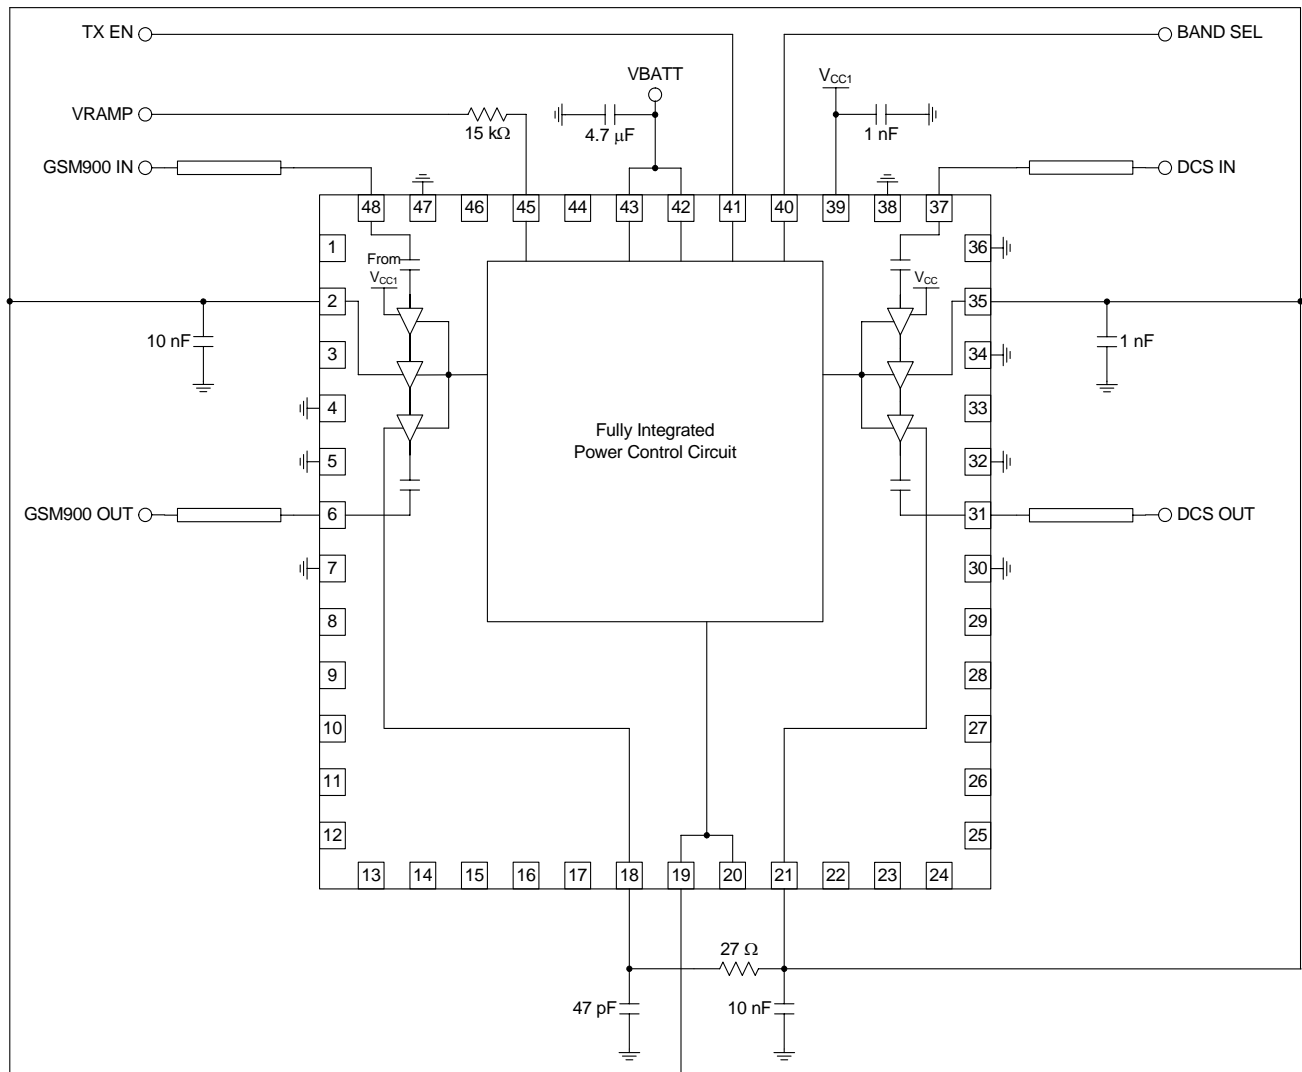 TX EN
BAND SEL
VBATT
VCC1
VRAMP
15 kΩ
4.7 μF
1 nF
GSM900 IN
DCS IN
48
47
46
45
44
43
42
41
40
39
38
37
1
From
VCC1
VCC
36
2
35
10 nF
1 nF
3
34
4
33
Fully Integrated
Power Control Circuit
5
32
GSM900 OUT
6
31
DCS OUT
7
30
8
29
9
28
10
27
11
26
12
25
13
14
15
16
17
18
19
20
21
22
23
24
27 Ω
47 pF
10 nF